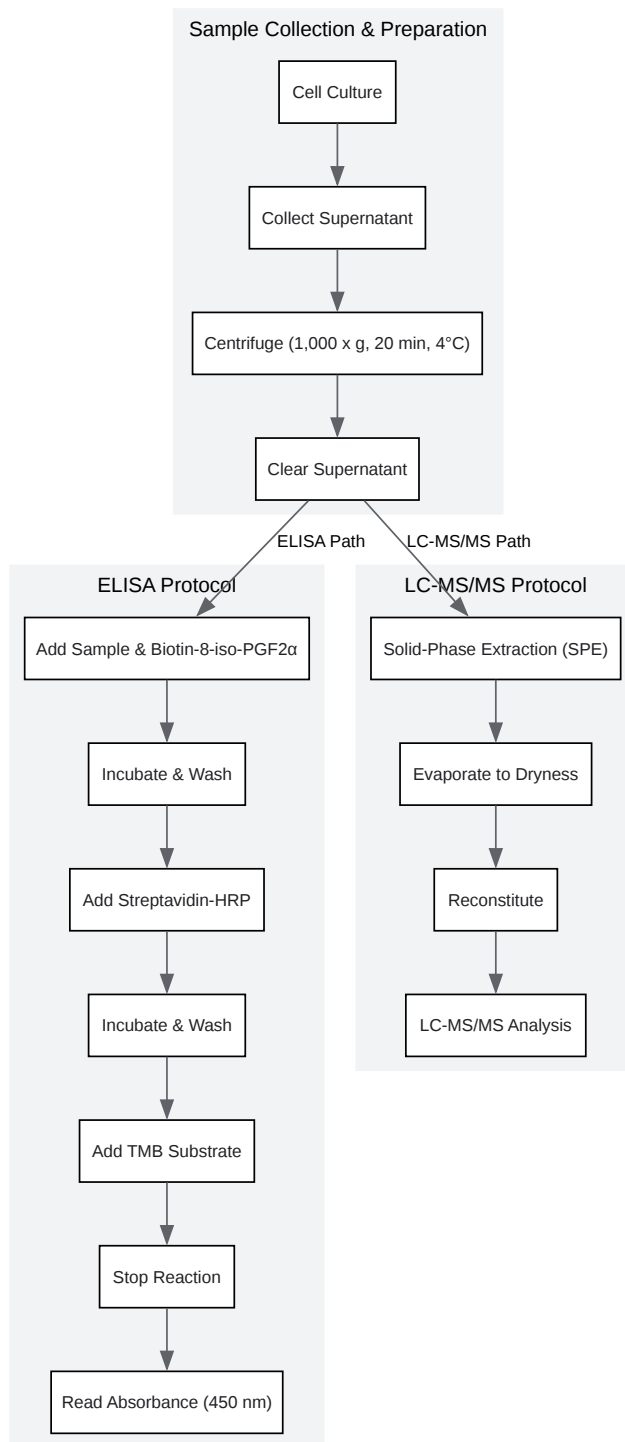 Sample Collection & Preparation
Cell Culture
Collect Supernatant
Centrifuge (1,000 x g, 20 min, 4°C)
Clear Supernatant
ELISA Path
LC-MS/MS Path
ELISA Protocol
Add Sample & Biotin-8-iso-PGF2α
Incubate & Wash
Add Streptavidin-HRP
Incubate & Wash
Add TMB Substrate
Stop Reaction
Read Absorbance (450 nm)
LC-MS/MS Protocol
Solid-Phase Extraction (SPE)
Evaporate to Dryness
Reconstitute
LC-MS/MS Analysis